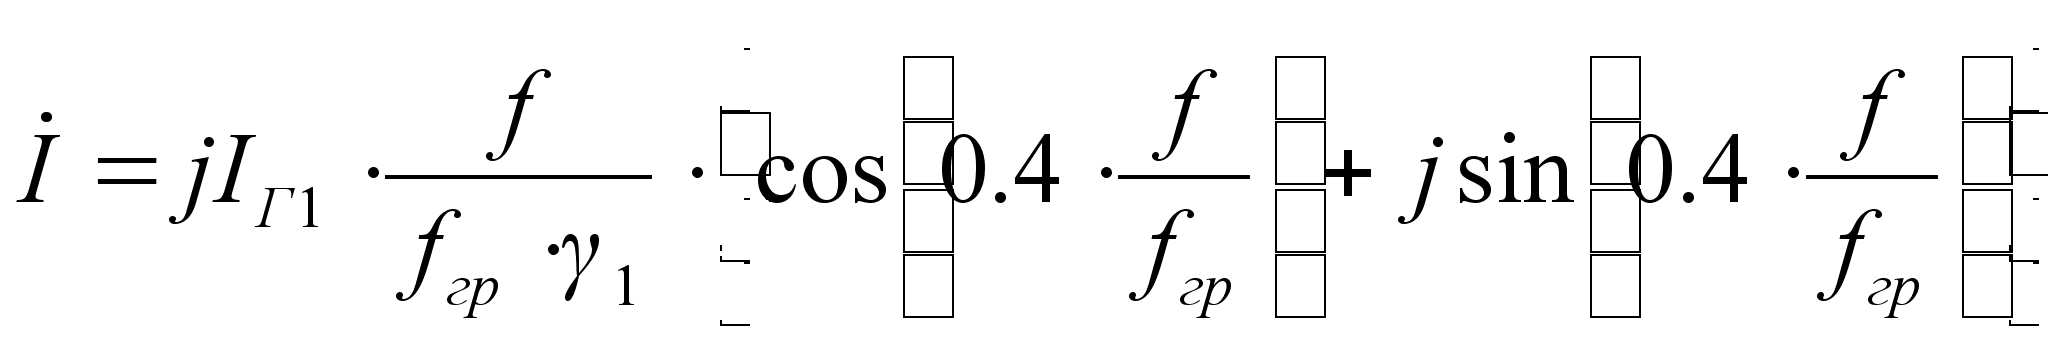 İ = jI_Г1 · f / (f_гр · γ_1) · [cos(0.4 · f / f_гр) + j sin(0.4 · f / f_гр)]